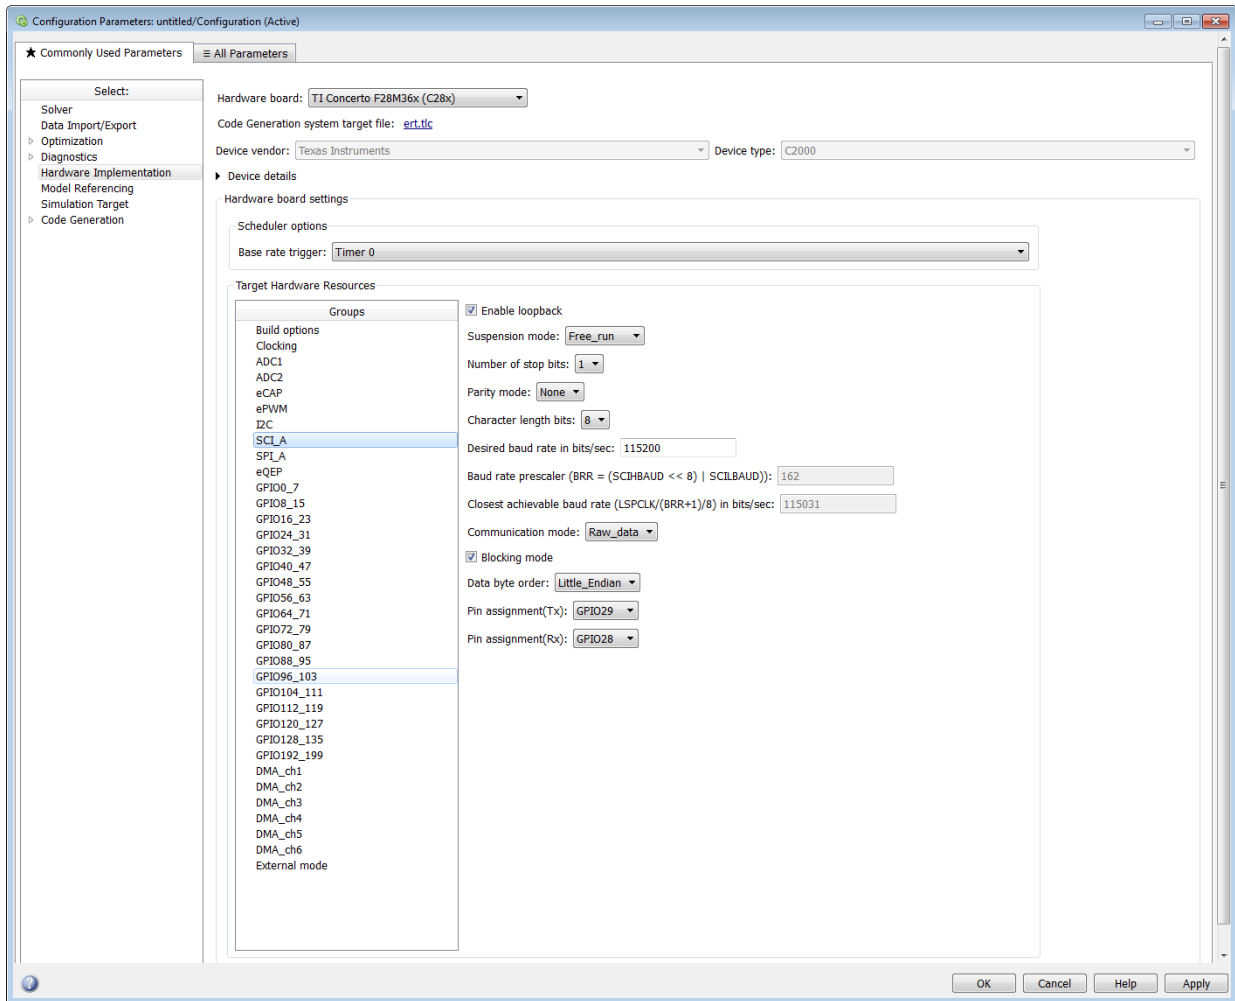 Configuration Parameters: untitled/Configuration (Active)
★ Commonly Used Parameters
≡ All Parameters
Select:
Solver
Data Import/Export
Optimization
Diagnostics
Hardware Implementation
Model Referencing
Simulation Target
Code Generation
Hardware board: TI Concerto F28M36x (C28x)
Code Generation system target file: ert.tlc
Device vendor: Texas Instruments Device type: C2000
Device details
Hardware board settings
Scheduler options
Base rate trigger: Timer 0
Target Hardware Resources
Groups
Build options
Clocking
ADC1
ADC2
eCAP
ePWM
I2C
SCI_A
SPI_A
eQEP
GPIO0_7
GPIO8_15
GPIO16_23
GPIO24_31
GPIO32_39
GPIO40_47
GPIO48_55
GPIO56_63
GPIO64_71
GPIO72_79
GPIO80_87
GPIO88_95
GPIO96_103
GPIO104_111
GPIO112_119
GPIO120_127
GPIO128_135
GPIO192_199
DMA_ch1
DMA_ch2
DMA_ch3
DMA_ch4
DMA_ch5
DMA_ch6
External mode
Enable loopback
Suspension mode: Free_run
Number of stop bits: 1
Parity mode: None
Character length bits: 8
Desired baud rate in bits/sec: 115200
Baud rate prescaler (BRR = (SCIHBAUD << 8) | SCILBAUD)): 162
Closest achievable baud rate (LSPCLK/(BRR+1)/8) in bits/sec: 115031
Communication mode: Raw_data
Blocking mode
Data byte order: Little_Endian
Pin assignment(Tx): GPIO29
Pin assignment(Rx): GPIO28
OK
Cancel
Help
Apply